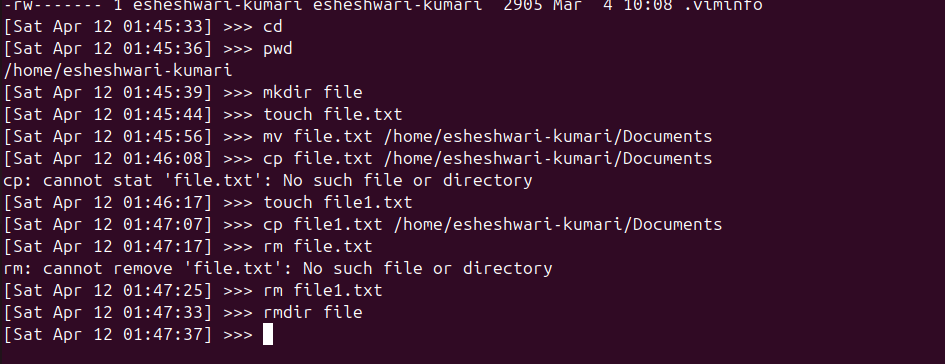 -rw------- 1 esheshwari-kumari esheshwari-kumari  2905 Mar  4 10:08 .viminfo
[Sat Apr 12 01:45:33] >>> cd
[Sat Apr 12 01:45:36] >>> pwd
/home/esheshwari-kumari
[Sat Apr 12 01:45:39] >>> mkdir file
[Sat Apr 12 01:45:44] >>> touch file.txt
[Sat Apr 12 01:45:56] >>> mv file.txt /home/esheshwari-kumari/Documents
[Sat Apr 12 01:46:08] >>> cp file.txt /home/esheshwari-kumari/Documents
cp: cannot stat 'file.txt': No such file or directory
[Sat Apr 12 01:46:17] >>> touch file1.txt
[Sat Apr 12 01:47:07] >>> cp file1.txt /home/esheshwari-kumari/Documents
[Sat Apr 12 01:47:17] >>> rm file.txt
rm: cannot remove 'file.txt': No such file or directory
[Sat Apr 12 01:47:25] >>> rm file1.txt
[Sat Apr 12 01:47:33] >>> rmdir file
[Sat Apr 12 01:47:37] >>>